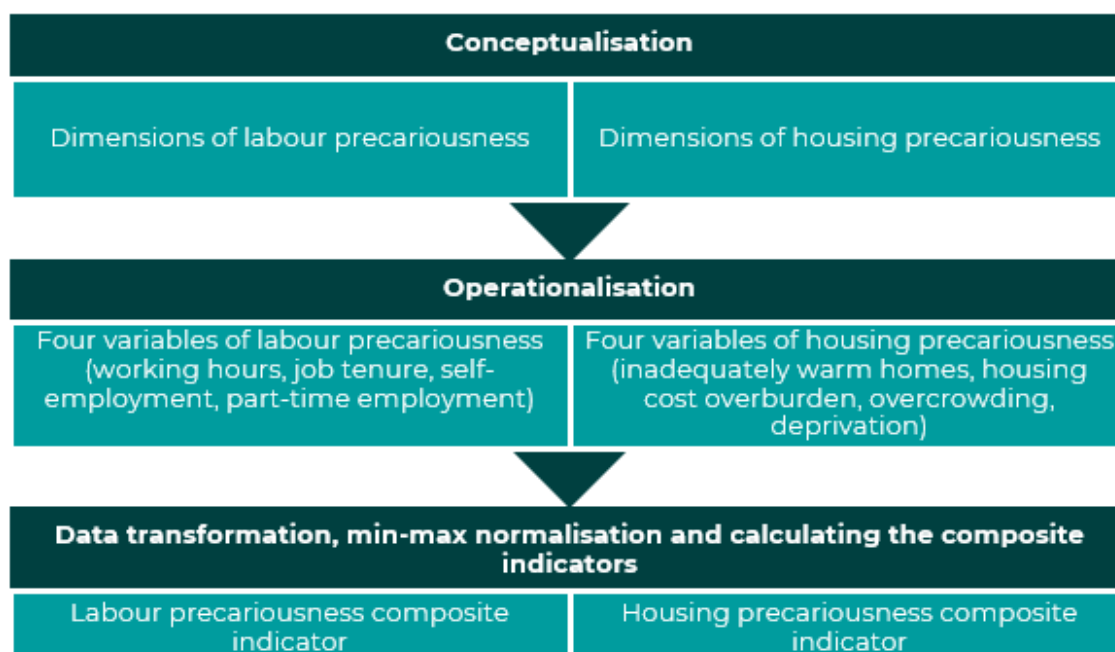 Conceptualisation
Dimensions of labour precariousness
Dimensions of housing precariousness
Operationalisation
Four variables of labour precariousness
(working hours, job tenure, self-
employment, part-time employment)
Four variables of housing precariousness
(inadequately warm homes, housing
cost overburden, overcrowding,
deprivation)
Data transformation, min-max normalisation and calculating the composite
indicators
Labour precariousness composite
indicator
Housing precariousness composite
indicator